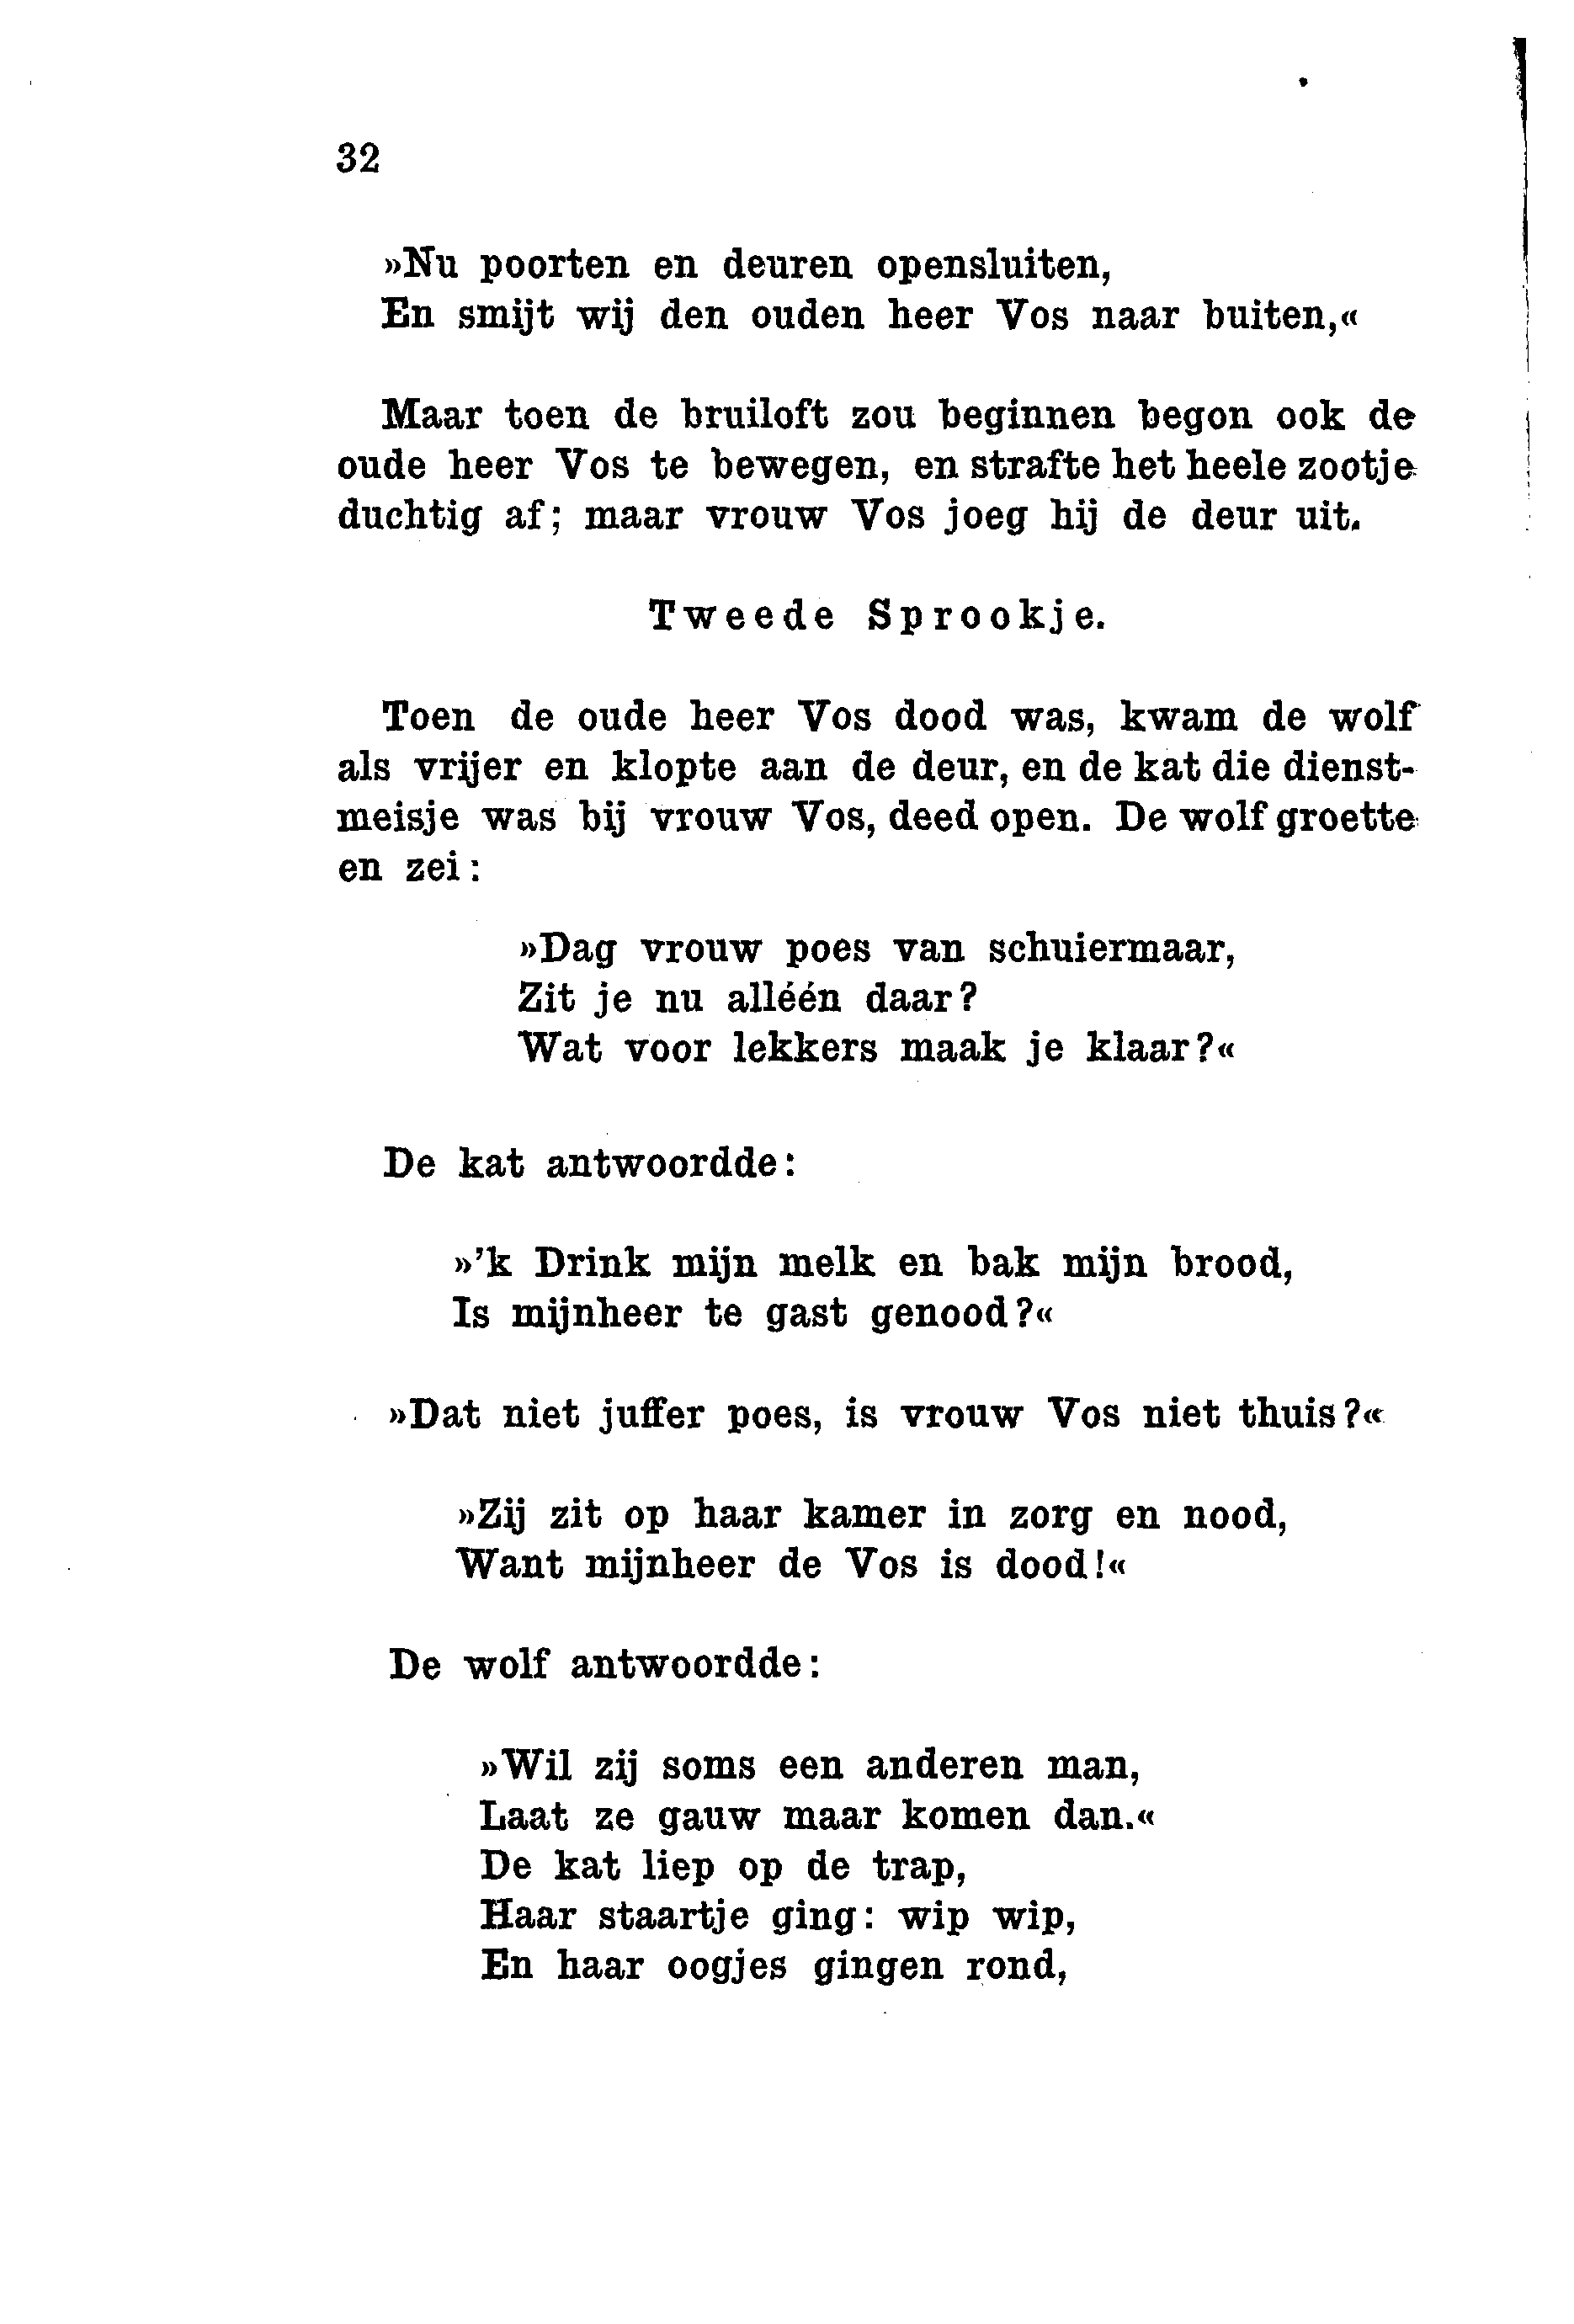 32
»Nu poorten en deuren opensluiten,
En smijt wij den ouden heer Vos naar buiten,«
Maar toen de bruiloft zou beginnen begon ook de
oude heer Vos te bewegen, en strafte het heele zootje
duchtig af; maar vrouw Vos joeg hij de deur uit.
Tweede Sprookje.
Toen de oude heer Vos dood was, kwam de wolf
als vrijer en klopte aan de deur, en de kat die dienst-
meisje was bij vrouw Vos, deed open. De wolf groette
en zei:
»Dag vrouw poes van schuiermaar,
Zit je nu alléén daar?
Wat voor lekkers maak je klaar?«
De kat antwoordde:
»'k Drink mijn melk en bak mijn brood,
Is mijnheer te gast genood?«
»Dat niet juffer poes, is vrouw Vos niet thuis?«
»Zij zit op haar kamer in zorg en nood,
Want mijnheer de Vos is dood!«
De wolf antwoordde:
»Wil zij soms een anderen man,
Laat ze gauw maar komen dan.«
De kat liep op de trap,
Haar staartje ging: wip wip,
En haar oogjes gingen rond,